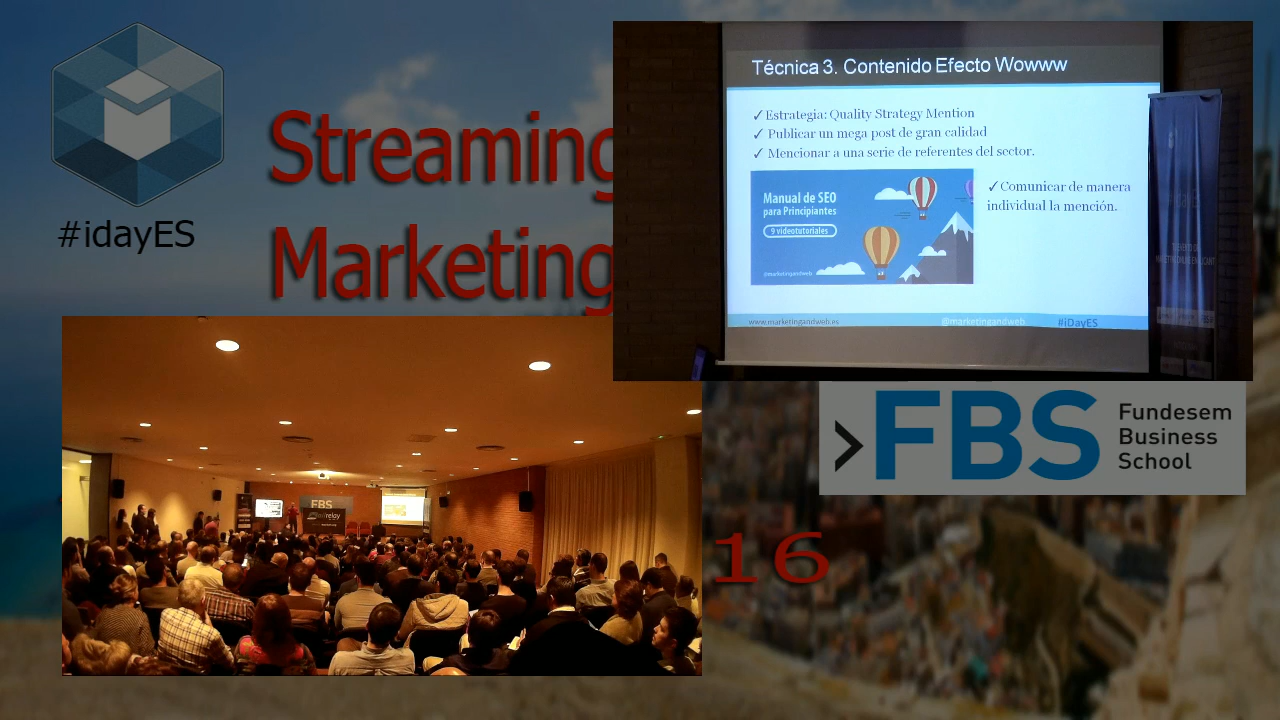 #idayES
Streaming
Marketing
16
Técnica 3. Contenido Efecto Wowww
✓Estrategia: Quality Strategy Mention
✓ Publicar un mega post de gran calidad
✓ Mencionar a una serie de referentes del sector.
✓Comunicar de manera
individual la mención.
Manual de SEO
para Principiantes
9 videotutoriales
@marketingandweb
www.marketingandweb.es
@marketingandweb
#iDayES
FBS
Fundesem
Business
School
FBS